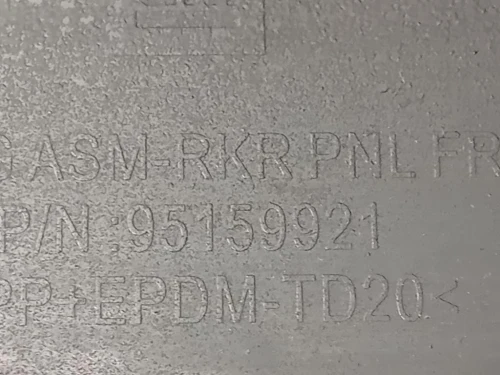 G ASM-RKR PNL FR
P/N :95159921
PP+EPDM-TD20<